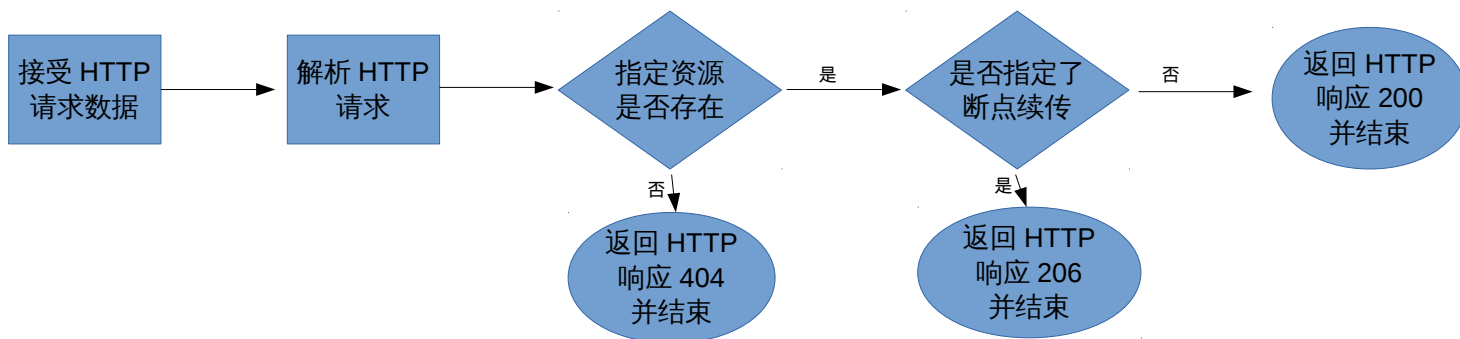 接受 HTTP
请求数据
解析 HTTP
请求
指定资源
是否存在
是
是否指定了
断点续传
否
返回 HTTP
响应 200
并结束
否
返回 HTTP
响应 404
并结束
是
返回 HTTP
响应 206
并结束